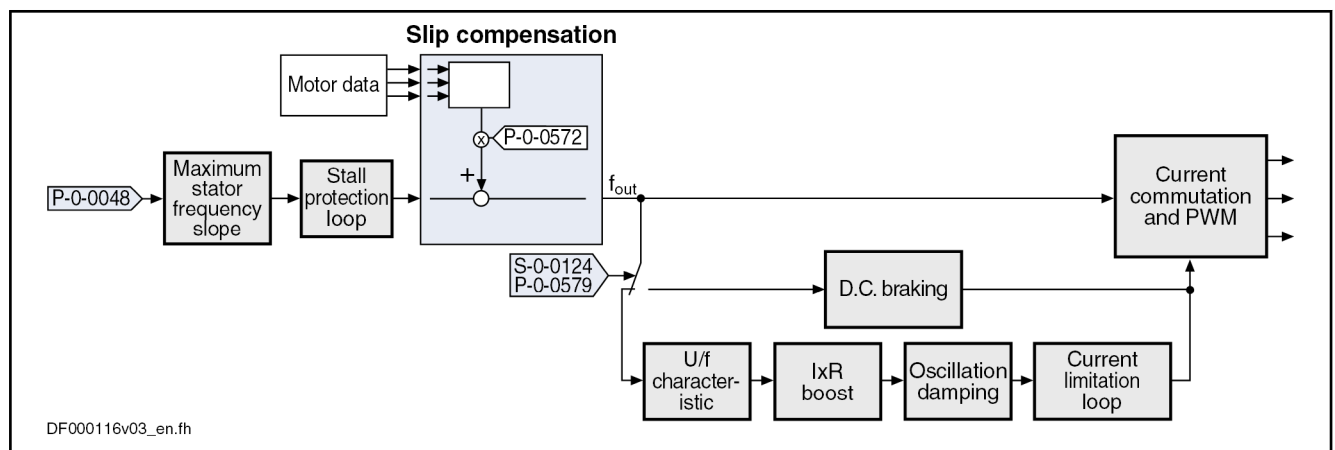 Slip compensation
Motor data
P-0-0572
+
x
P-0-0048
Maximum
stator
frequency
slope
Stall
protection
loop
fout
Current
commutation
and PWM
S-0-0124
P-0-0579
D.C. braking
U/f
character-
istic
IxR
boost
Oscillation
damping
Current
limitation
loop
DF000116v03_en.fh